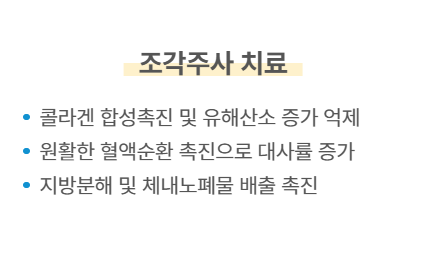 조각주사 치료
• 콜라겐 합성촉진 및 유해산소 증가 억제
• 원활한 혈액순환 촉진으로 대사률 증가
• 지방분해 및 체내노폐물 배출 촉진